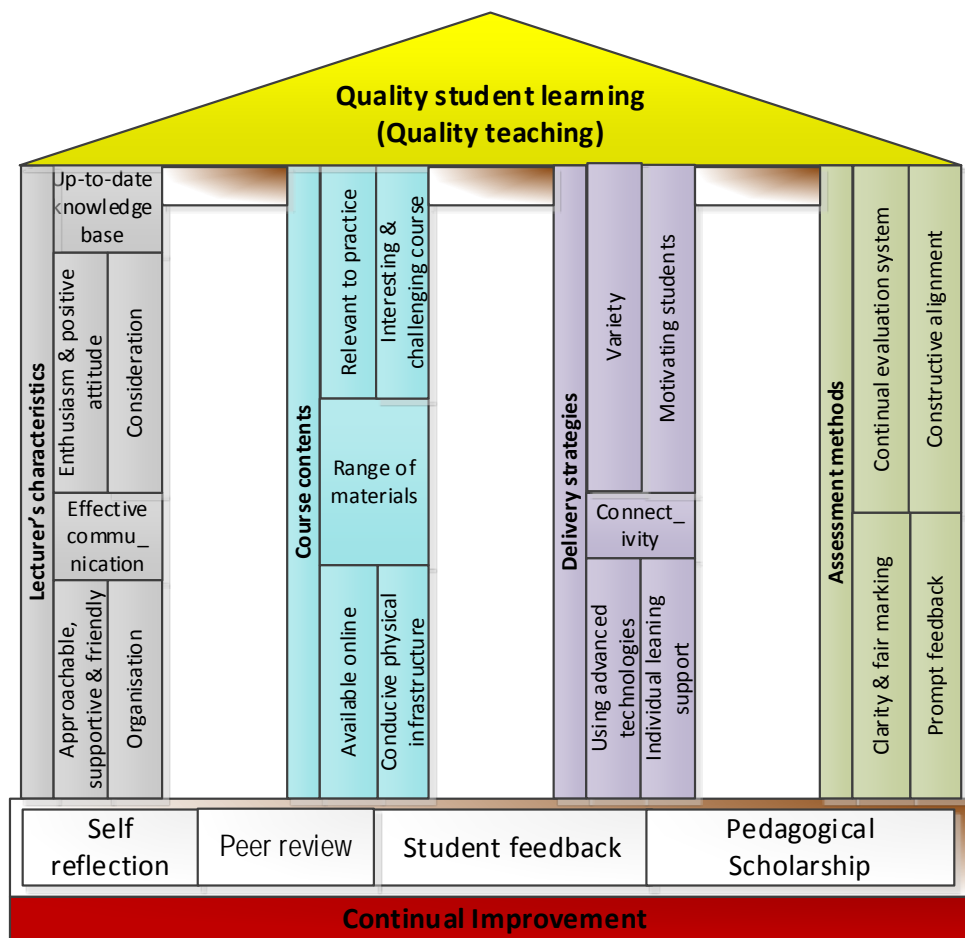 Quality student learning
(Quality teaching)
Lecturer's characteristics
Up-to-date
knowledge
base
Enthusiasm & positive
attitude
Consideration
Effective
commu_
nication
Approachable,
supportive & friendly
Organisation
Course contents
Relevant to practice
Interesting &
challenging course
Range of
materials
Available online
Conducive physical
infrastructure
Delivery strategies
Variety
Motivating students
Connect_
ivity
Using advanced
technologies
Individual leaning
support
Assessment methods
Continual evaluation system
Constructive alignment
Clarity & fair marking
Prompt feedback
Self
reflection
Peer review
Student feedback
Pedagogical
Scholarship
Continual Improvement